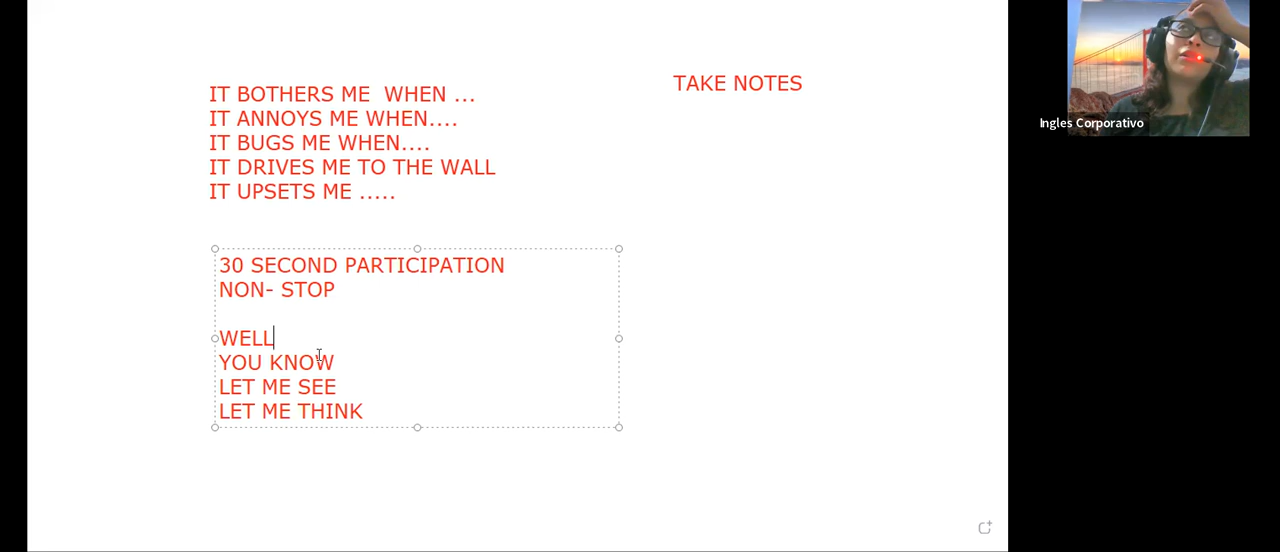 IT BOTHERS ME  WHEN ...
IT ANNOYS ME WHEN....
IT BUGS ME WHEN....
IT DRIVES ME TO THE WALL
IT UPSETS ME .....
TAKE NOTES
30 SECOND PARTICIPATION
NON- STOP
WELL
YOU KNOW
LET ME SEE
LET ME THINK
Ingles Corporativo